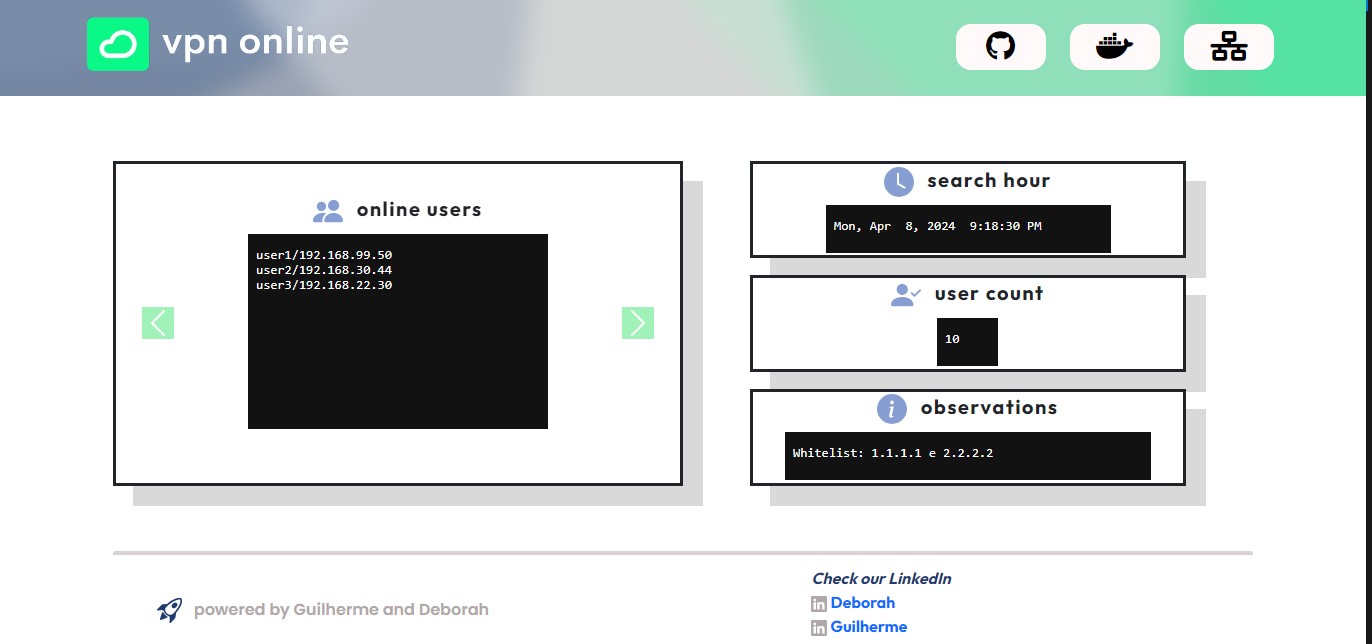 vpn online
online users
user1/192.168.99.50
user2/192.168.30.44
user3/192.168.22.30
search hour
Mon, Apr  8, 2024  9:18:30 PM
user count
10
observations
Whitelist: 1.1.1.1 e 2.2.2.2
powered by Guilherme and Deborah
Check our LinkedIn
Deborah
Guilherme